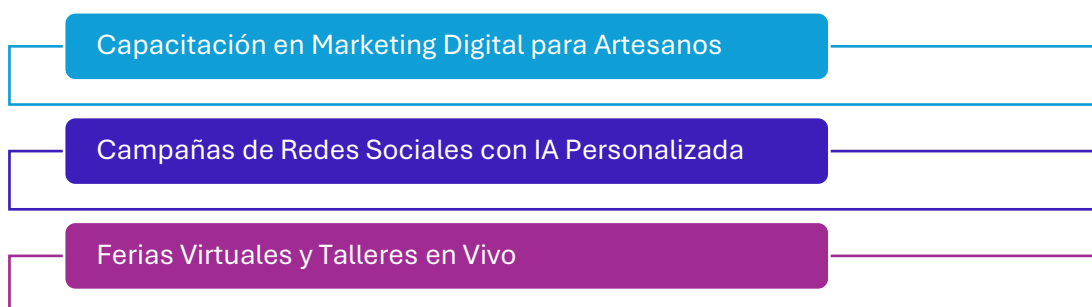 Capacitación en Marketing Digital para Artesanos
Campañas de Redes Sociales con IA Personalizada
Ferias Virtuales y Talleres en Vivo